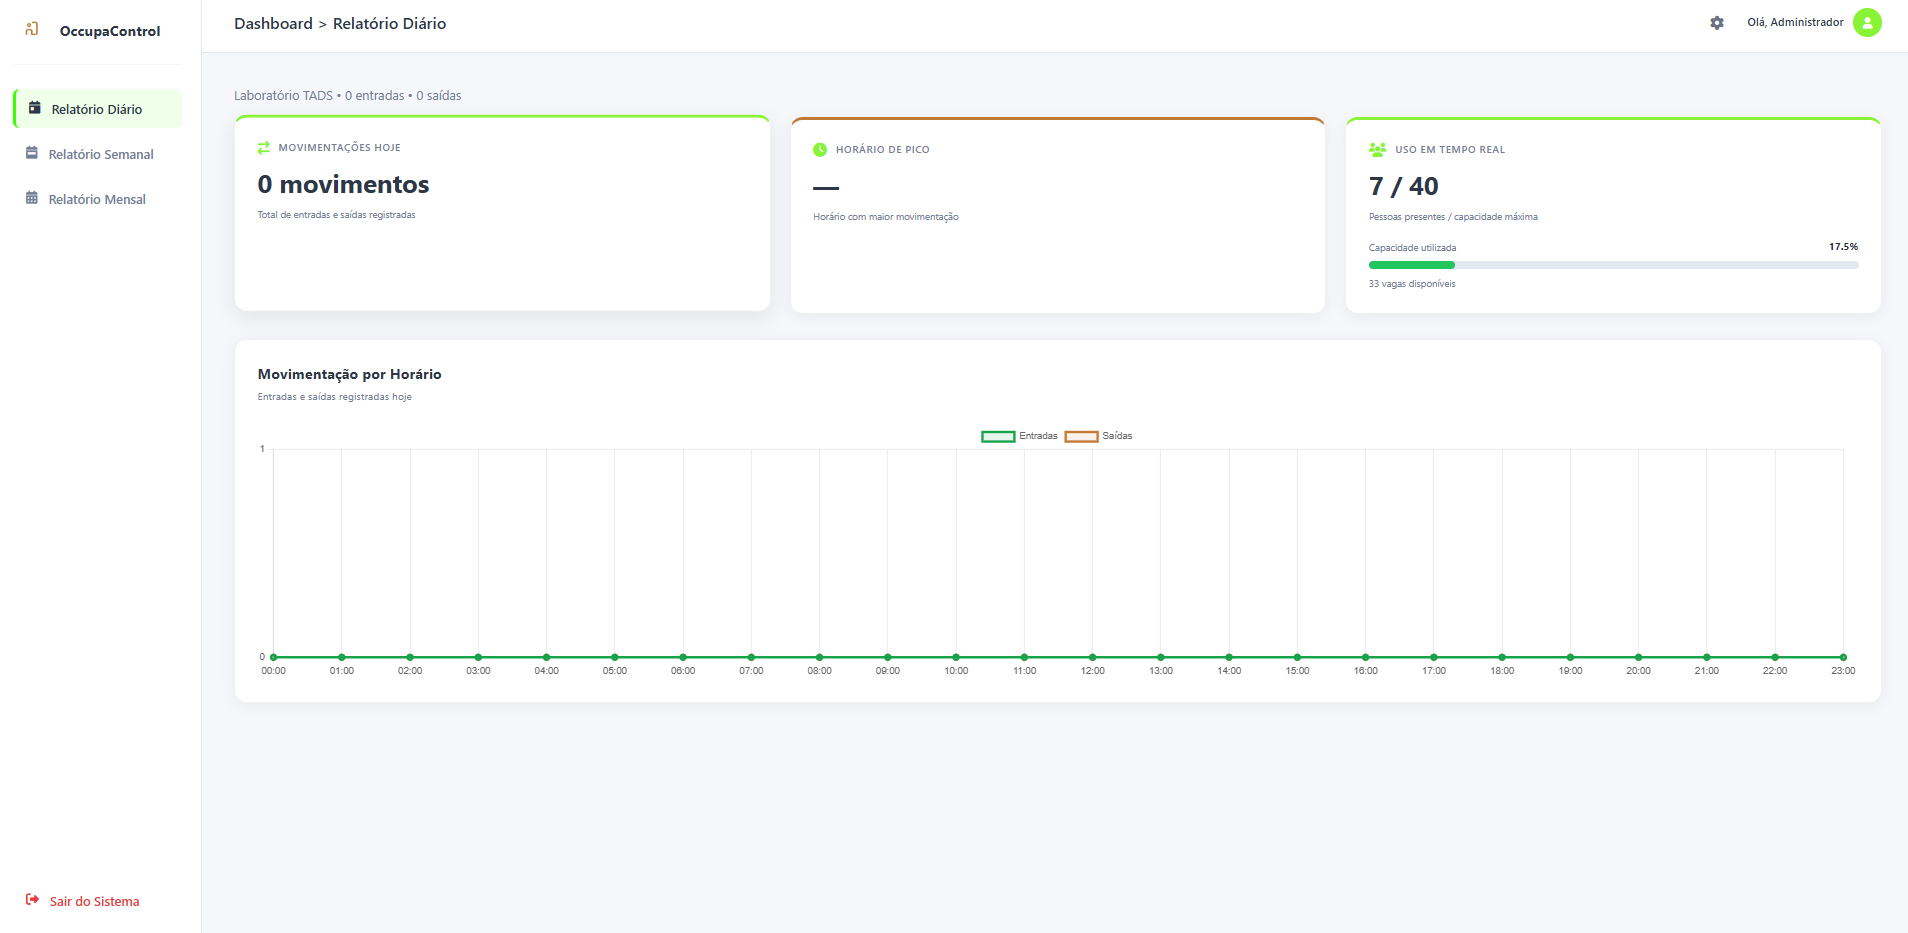 OccupaControl
Relatório Diário
Relatório Semanal
Relatório Mensal
Sair do Sistema
Dashboard > Relatório Diário
Olá, Administrador
Laboratório TADS • 0 entradas • 0 saídas
MOVIMENTAÇÕES HOJE
0 movimentos
Total de entradas e saídas registradas
HORÁRIO DE PICO
—
Horário com maior movimentação
USO EM TEMPO REAL
7 / 40
Pessoas presentes / capacidade máxima
Capacidade utilizada 17.5%
33 vagas disponíveis
Movimentação por Horário
Entradas e saídas registradas hoje
Entradas Saídas
1
0
00:00 01:00 02:00 03:00 04:00 05:00 06:00 07:00 08:00 09:00 10:00 11:00 12:00 13:00 14:00 15:00 16:00 17:00 18:00 19:00 20:00 21:00 22:00 23:00